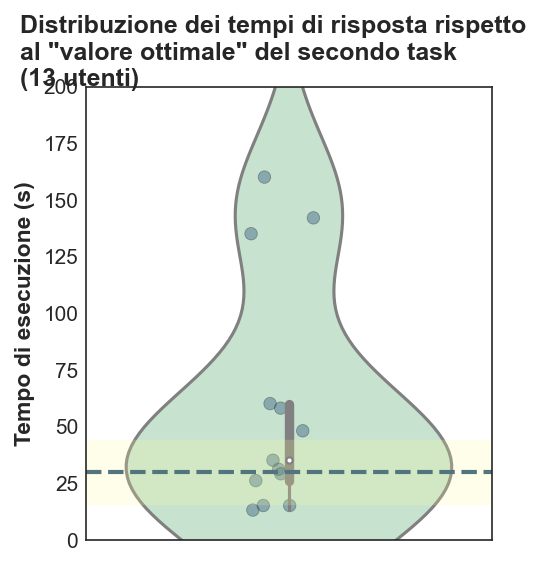 Distribuzione dei tempi di risposta rispetto
al "valore ottimale" del secondo task
(13 utenti)
200
175
150
125
100
75
50
25
0
Tempo di esecuzione (s)